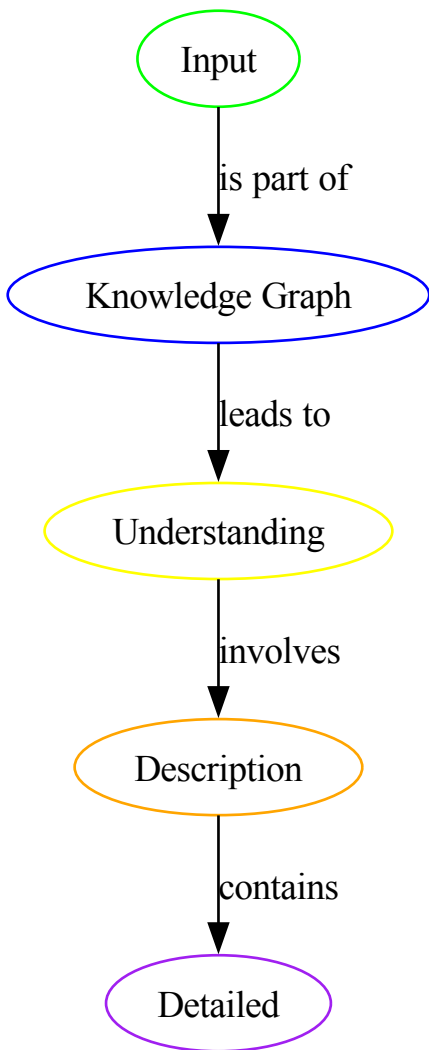 Input
is part of
Knowledge Graph
leads to
Understanding
involves
Description
contains
Detailed